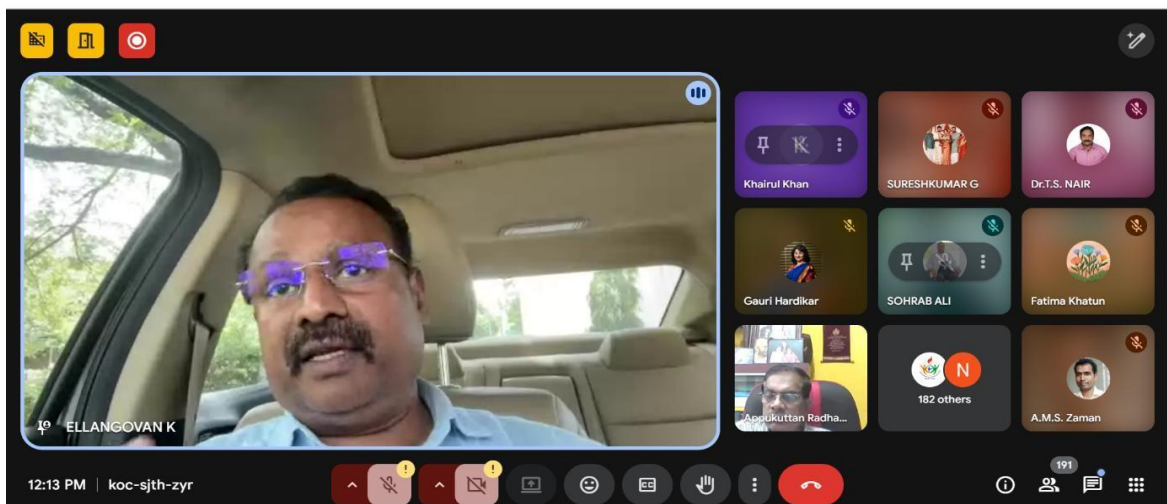 ELLANGOVAN K
K
Khairul Khan
SURESHKUMAR G
Dr.T.S. NAIR
Gauri Hardikar
SOHRAB ALI
Fatima Khatun
Appukuttan Radha...
N
182 others
A.M.S. Zaman
12:13 PM | koc-sjth-zyr
!
!
CC
191